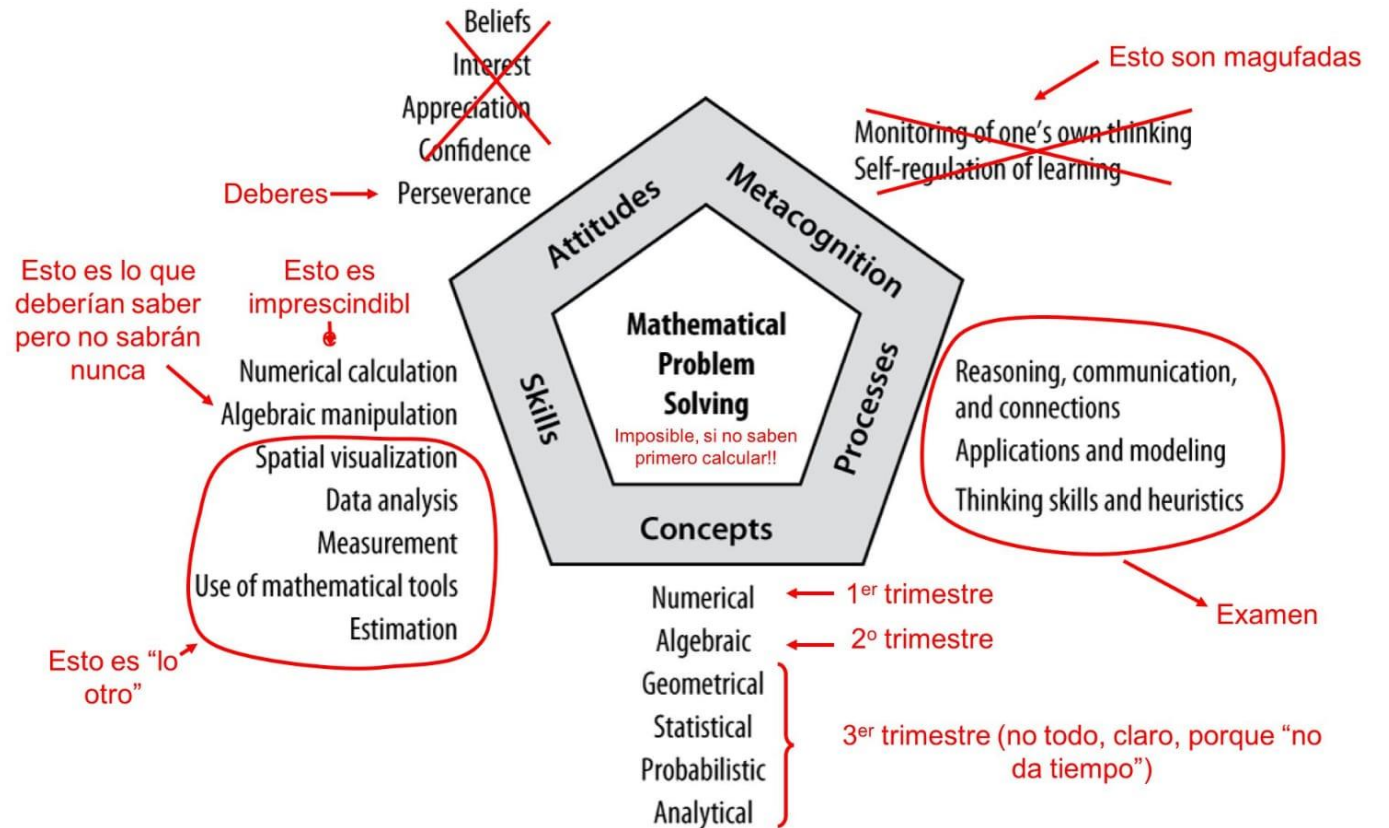 Beliefs
Interest
Appreciation
Confidence
Deberes
Perseverance
Esto son magufadas
Monitoring of one's own thinking
Self-regulation of learning
Attitudes
Metacognition
Esto es lo que
deberían saber
pero no sabrán
nunca
Esto es
imprescindibl
e
Numerical calculation
Algebraic manipulation
Spatial visualization
Data analysis
Measurement
Use of mathematical tools
Estimation
Esto es “lo
otro”
Skills
Mathematical
Problem
Solving
Imposible, si no saben
primero calcular!!
Processes
Reasoning, communication,
and connections
Applications and modeling
Thinking skills and heuristics
Examen
Concepts
Numerical
1er trimestre
Algebraic
2º trimestre
Geometrical
Statistical
Probabilistic
Analytical
3er trimestre (no todo, claro, porque “no
da tiempo”)